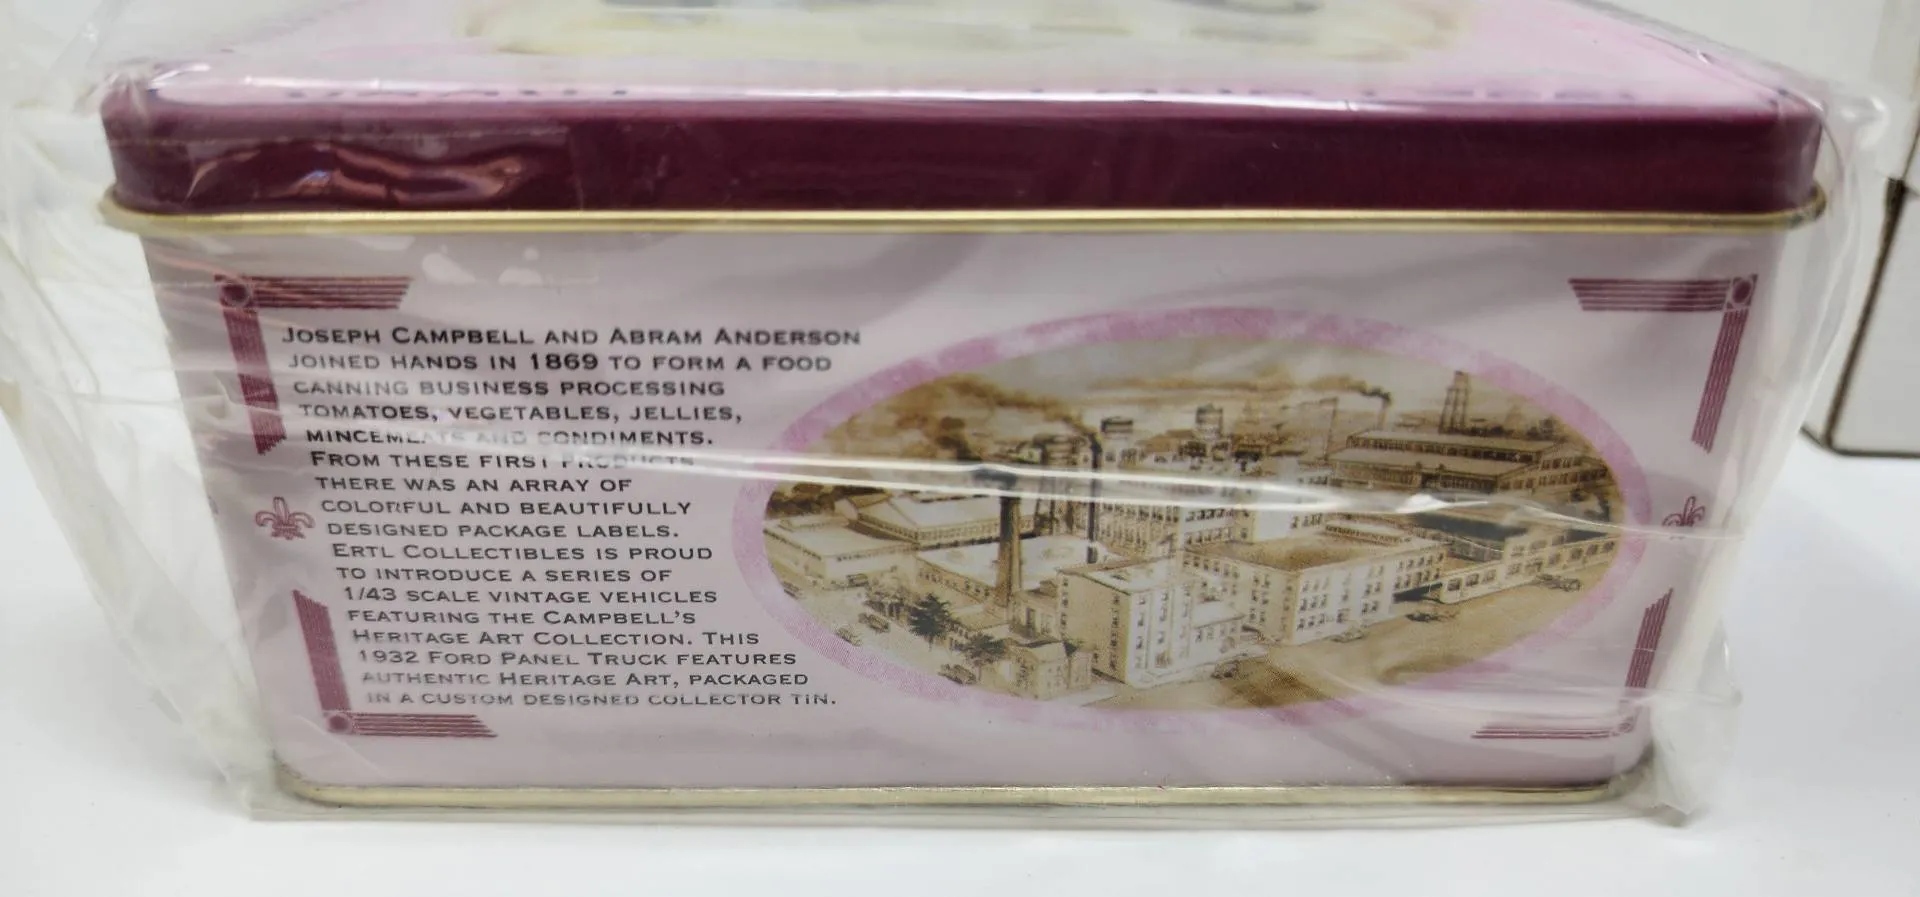 JOSEPH CAMPBELL AND ABRAM ANDERSON
JOINED HANDS IN 1869 TO FORM A FOOD
CANNING BUSINESS PROCESSING
TOMATOES, VEGETABLES, JELLIES,
MINCEMEATS AND CONDIMENTS.
FROM THESE FIRST PRODUCTS
THERE WAS AN ARRAY OF
COLORFUL AND BEAUTIFULLY
DESIGNED PACKAGE LABELS.
ERTL COLLECTIBLES IS PROUD
TO INTRODUCE A SERIES OF
1/43 SCALE VINTAGE VEHICLES
FEATURING THE CAMPBELL'S
HERITAGE ART COLLECTION. THIS
1932 FORD PANEL TRUCK FEATURES
AUTHENTIC HERITAGE ART, PACKAGED
IN A CUSTOM DESIGNED COLLECTOR TIN.